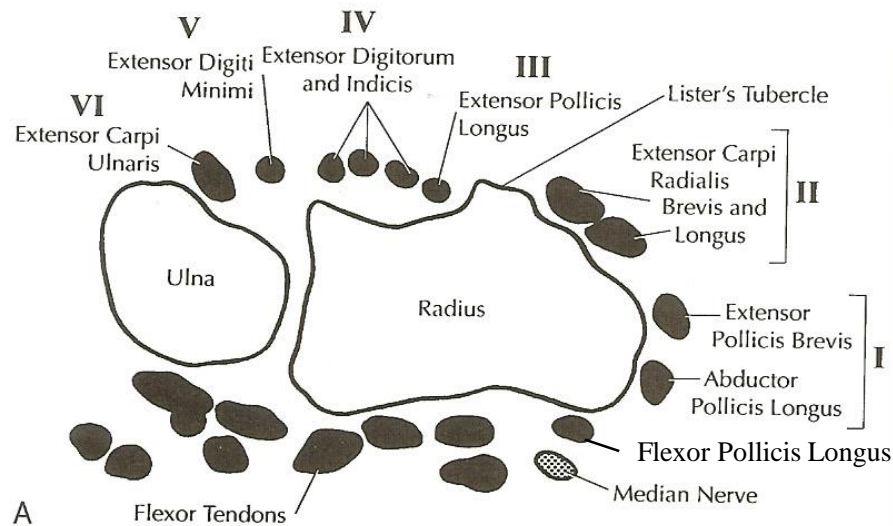 V
Extensor Digiti
Minimi
IV
Extensor Digitorum
and Indicis
III
Extensor Pollicis
Longus
Lister's Tubercle
VI
Extensor Carpi
Ulnaris
Extensor Carpi
Radialis
Brevis and
Longus
II
Ulna
Radius
Extensor
Pollicis Brevis
Abductor
Pollicis Longus
I
Flexor Pollicis Longus
Median Nerve
Flexor Tendons
A